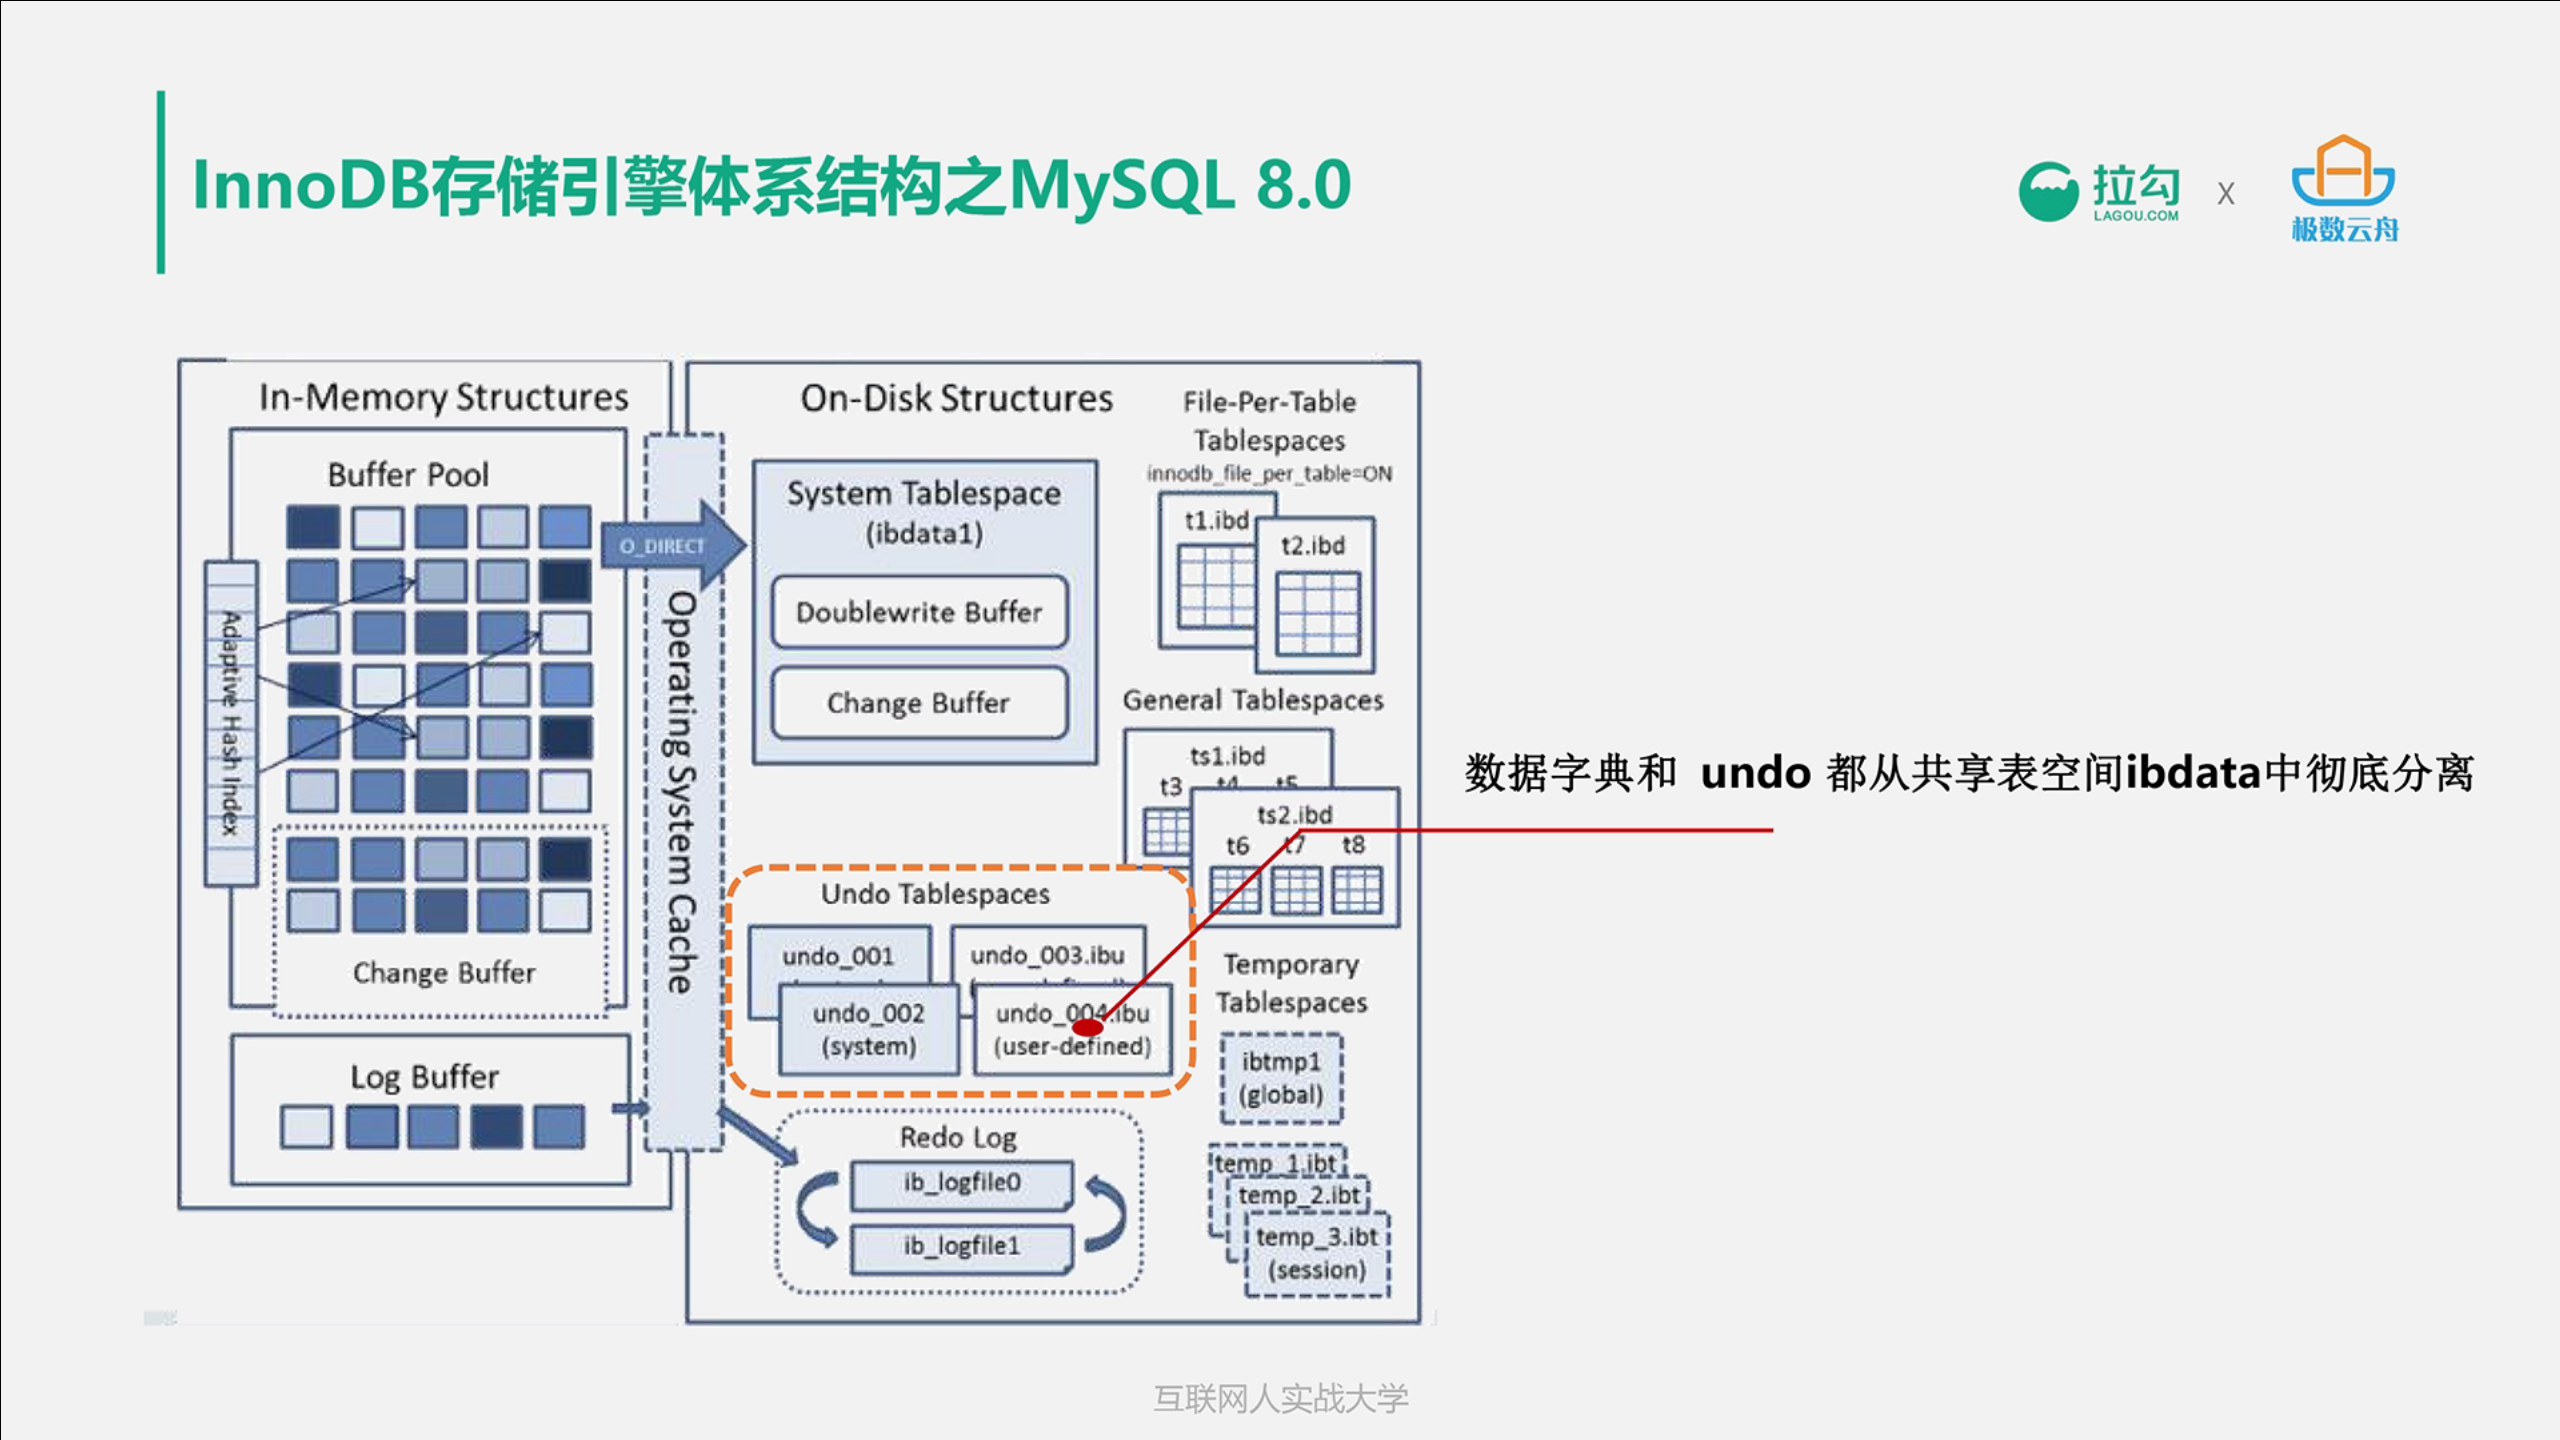 InnoDB存储引擎体系结构之MySQL 8.0
拉勾
LAGOU.COM
X
极数云舟
In-Memory Structures
Buffer Pool
Adaptive Hash Index
Change Buffer
Log Buffer
Operating System Cache
O_DIRECT
On-Disk Structures
System Tablespace
(ibdata1)
Doublewrite Buffer
Change Buffer
File-Per-Table
Tablespaces
innodb_file_per_table=ON
t1.ibd
t2.ibd
General Tablespaces
ts1.ibd
t3 t4 t5
ts2.ibd
t6 t7 t8
数据字典和 undo 都从共享表空间ibdata中彻底分离
Undo Tablespaces
undo_001
undo_002
(system)
undo_003.ibu
undo_004.ibu
(user-defined)
Temporary
Tablespaces
ibtmp1
(global)
temp_1.ibt
temp_2.ibt
temp_3.ibt
(session)
Redo Log
ib_logfile0
ib_logfile1
互联网人实战大学